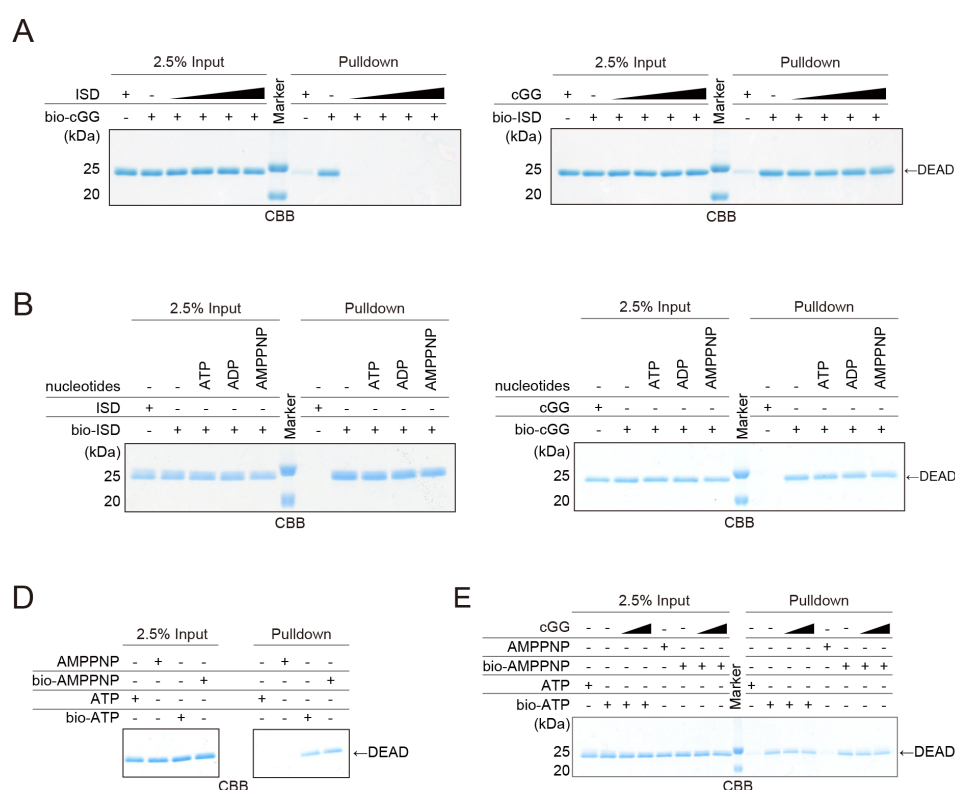 A
2.5% Input Pulldown
ISD + - + -
Marker
bio-cGG - + + + + + - + + + + +
(kDa)
25
20
CBB
2.5% Input Pulldown
cGG + - + -
Marker
bio-ISD - + + + + + - + + + + +
(kDa)
25
20
←DEAD
CBB
B
2.5% Input Pulldown
nucleotides - - ATP ADP AMPPNP - - ATP ADP AMPPNP
ISD + - - - - + - - - -
Marker
bio-ISD - + + + + - + + + +
(kDa)
25
20
CBB
2.5% Input Pulldown
nucleotides - - ATP ADP AMPPNP - - ATP ADP AMPPNP
cGG + - - - - + - - - -
Marker
bio-cGG - + + + + - + + + +
(kDa)
25
20
←DEAD
CBB
D
2.5% Input Pulldown
AMPPNP - + - - - + - -
bio-AMPPNP - - - + - - - +
ATP + - - - + - - -
bio-ATP - - + - - - + -
←DEAD
CBB
E
2.5% Input Pulldown
cGG - - - - - - - -
AMPPNP - - - - + - - - - - - - + - - -
bio-AMPPNP - - - - - + + + - - - - - + + +
Marker
ATP + - - - - - - - + - - - - - - -
bio-ATP - + + + - - - - - + + + - - - -
(kDa)
25
20
←DEAD
CBB